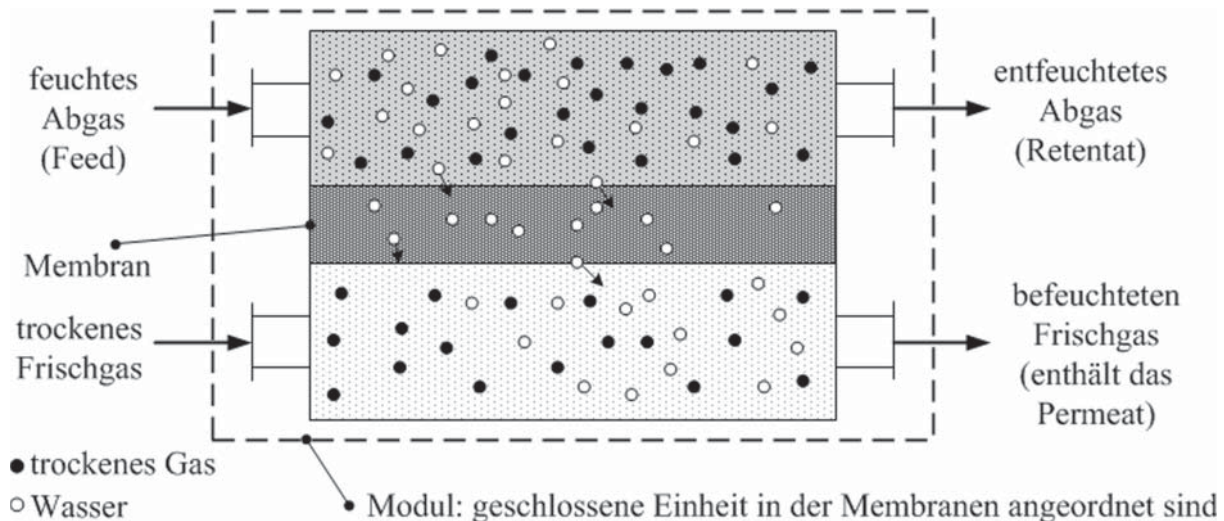 feuchtes
Abgas
(Feed)
entfeuchtetes
Abgas
(Retentat)
Membran
trockenes
Frischgas
befeuchteten
Frischgas
(enthält das
Permeat)
trockenes Gas
Wasser
Modul: geschlossene Einheit in der Membranen angeordnet sind